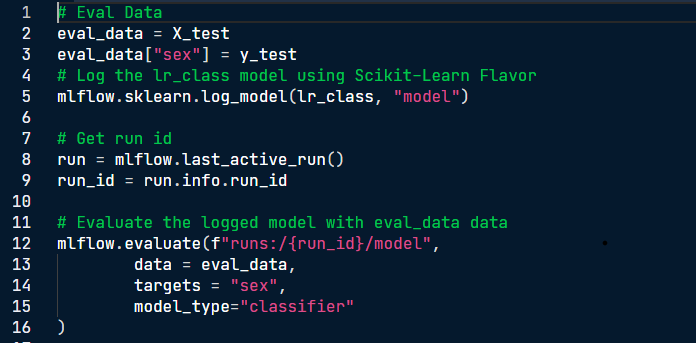 1 # Eval Data
2 eval_data = X_test
3 eval_data["sex"] = y_test
4 # Log the lr_class model using Scikit-Learn Flavor
5 mlflow.sklearn.log_model(lr_class, "model")
6
7 # Get run id
8 run = mlflow.last_active_run()
9 run_id = run.info.run_id
10
11 # Evaluate the logged model with eval_data data
12 mlflow.evaluate(f"runs:/{run_id}/model",
13         data = eval_data,
14         targets = "sex",
15         model_type="classifier"
16 )